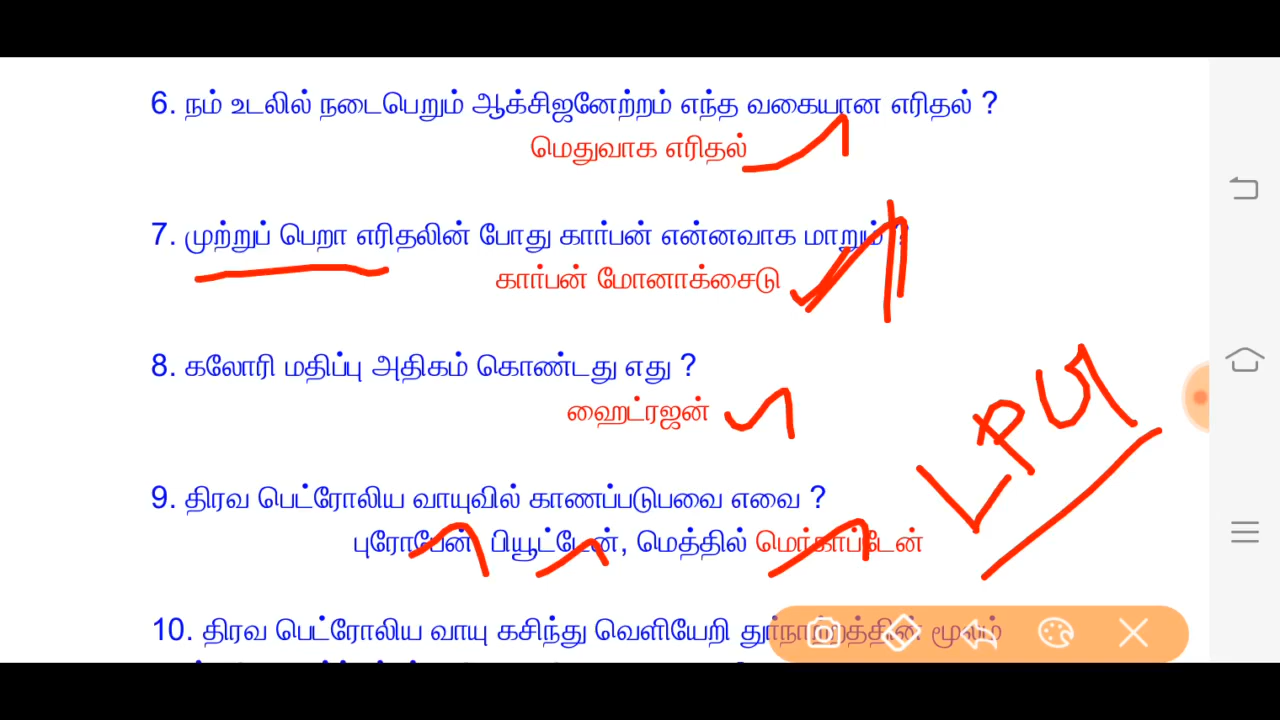 6. நம் உடலில் நடைபெறும் ஆக்சிஜனேற்றம் எந்த வகையான எரிதல் ?
மெதுவாக எரிதல்
7. முற்றுப் பெறா எரிதலின் போது கார்பன் என்னவாக மாறும் ?
கார்பன் மோனாக்சைடு
8. கலோரி மதிப்பு அதிகம் கொண்டது எது ?
ஹைட்ரஜன்
LPG
9. திரவ பெட்ரோலிய வாயுவில் காணப்படுபவை எவை ?
புரோபேன், பியூட்டேன், மெத்தில் மெர்காப்டேன்
10. திரவ பெட்ரோலிய வாயு கசிந்து வெளியேறி துர்நாற்றத்தின் மூலம்